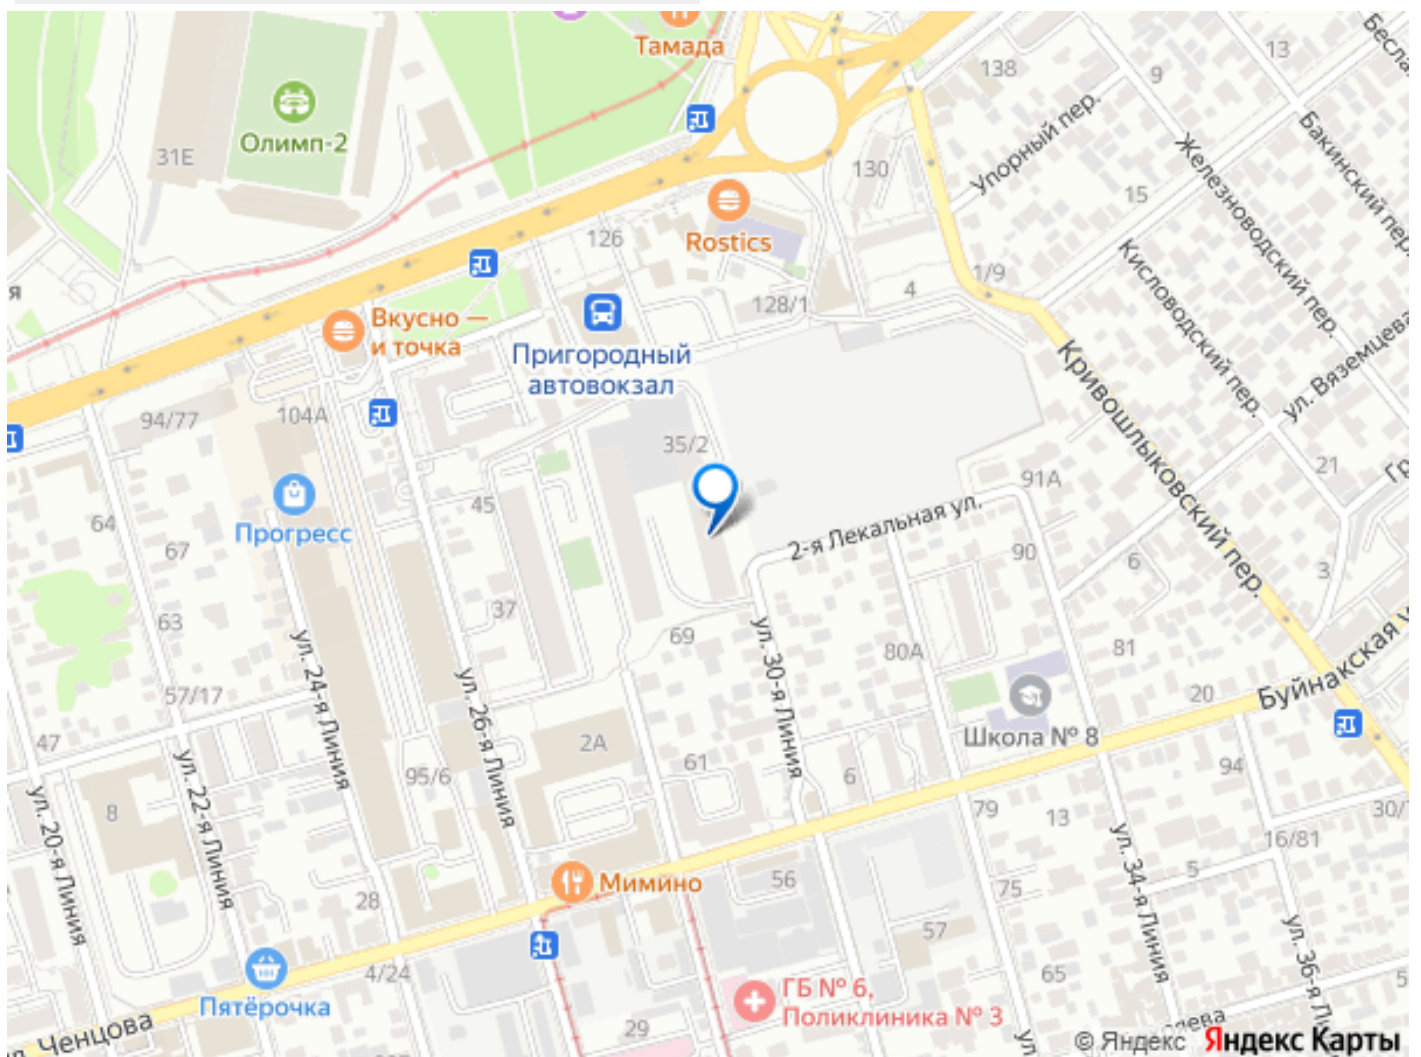 Тамада
138
13
9
Беслан
Олимп-2
31Е
Упорный пер.
Бакинский пер.
Железноводский пер.
130
15
Rostics
126
Кисловодский пер.
1/9
4
128/1
я
Вкусно —
и точка
Пригородный
автовокзал
ул. Вяземцева
Кривошлыковский пер.
94/77
104А
35/2
21
91А
45
Прогресс
64
67
2-я Лекальная ул.
90
6
3
63
37
69
ул. 30-я Линия
80А
81
57/17
ул. 24-я Линия
ул. 26-я Линия
20
Буйнакская у
Школа № 8
47
2А
61
6
94
95/6
ул. 22-я Линия
ул. 20-я Линия
8
79
13
30/
16/81
ул. 34-я Линия
5
Мимино
56
75
28
57
ул. 36-я Ли
65
4/24
Пятёрочка
ГБ № 6,
Поликлиника № 3
29
Ченцова
ул
лева
5
© Яндекс Яндекс Карты